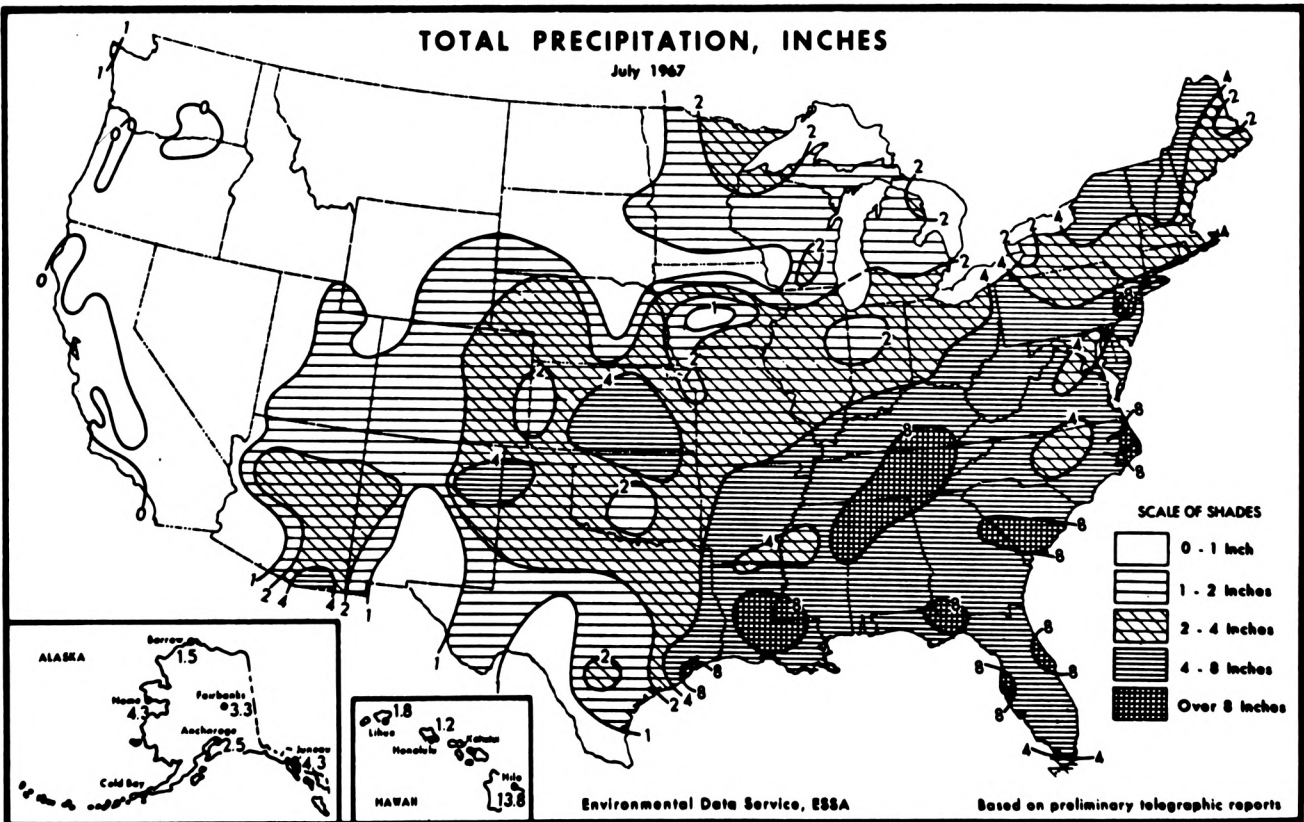 TOTAL PRECIPITATION, INCHES
July 1967
SCALE OF SHADES
0 - 1 Inch
1 - 2 Inches
2 - 4 Inches
4 - 8 Inches
Over 8 Inches
ALASKA
Barrow
1.5
Nome
4.3
Fairbanks
3.3
Anchorage
2.5
Juneau
4.3
Cold Bay
1.8
Lihue
1.2
Honolulu
Kahului
Hilo
13.8
HAWAII
Environmental Data Service, ESSA
Based on preliminary telegraphic reports